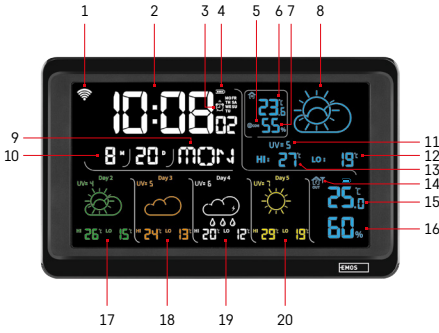 1 2 3 4 5 6 7 8
10:08 02
MO FR
TH SA
WE SU
23.6 °C
55%
9
10
8 M 20 D MON
UV= 5 11
HI: 27°C LO: 19°C 12
13
Day 2 Day 3 Day 4 Day 5
UV= 4 UV= 5 UV= 6 UV= 7
OUT 14
25.0 °C 15
60% 16
HI 26°C LO 15°C HI 24°C LO 13°C HI 20°C LO 12°C HI 29°C LO 19°C
EMOS
17 18 19 20